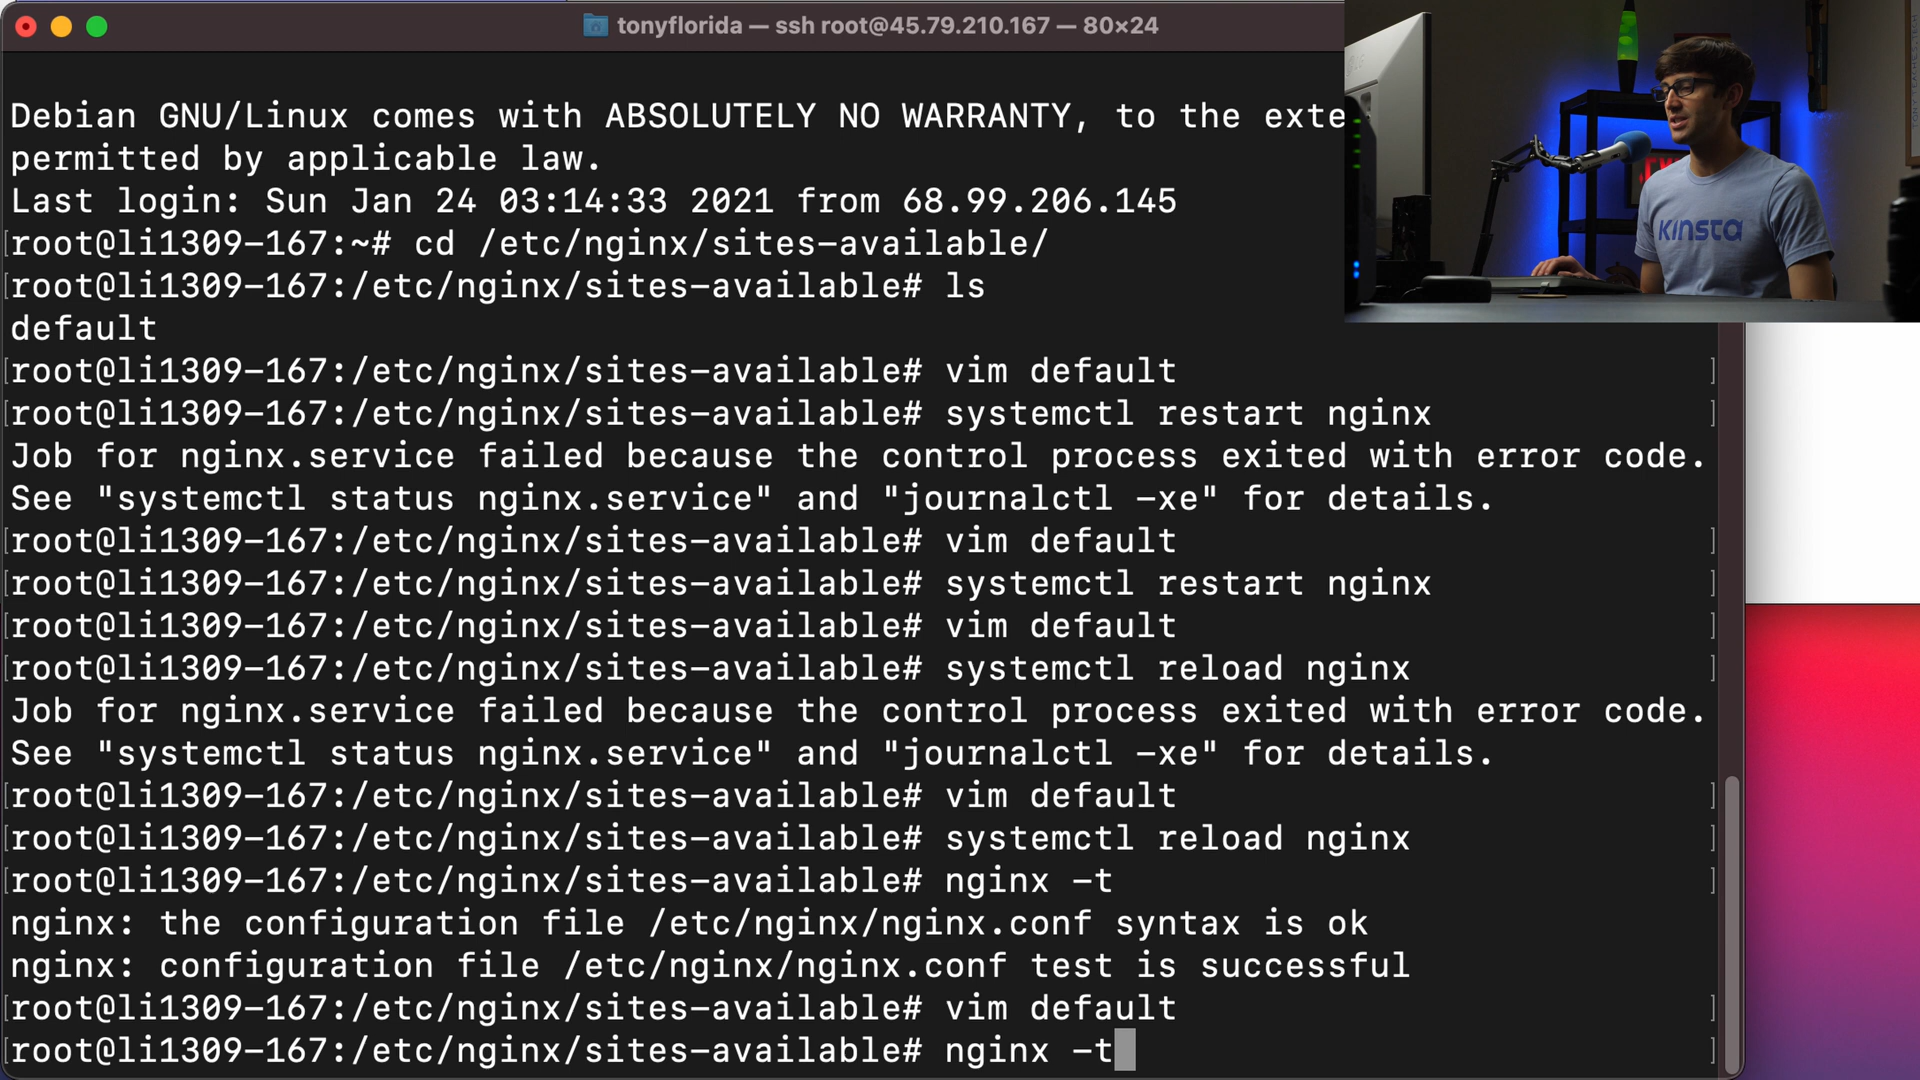 tonyflorida — ssh root@45.79.210.167 — 80×24
Debian GNU/Linux comes with ABSOLUTELY NO WARRANTY, to the exte
permitted by applicable law.
Last login: Sun Jan 24 03:14:33 2021 from 68.99.206.145
[root@li1309-167:~# cd /etc/nginx/sites-available/
[root@li1309-167:/etc/nginx/sites-available# ls
default
[root@li1309-167:/etc/nginx/sites-available# vim default ]
[root@li1309-167:/etc/nginx/sites-available# systemctl restart nginx ]
Job for nginx.service failed because the control process exited with error code.
See "systemctl status nginx.service" and "journalctl -xe" for details.
[root@li1309-167:/etc/nginx/sites-available# vim default ]
[root@li1309-167:/etc/nginx/sites-available# systemctl restart nginx ]
[root@li1309-167:/etc/nginx/sites-available# vim default ]
[root@li1309-167:/etc/nginx/sites-available# systemctl reload nginx ]
Job for nginx.service failed because the control process exited with error code.
See "systemctl status nginx.service" and "journalctl -xe" for details.
[root@li1309-167:/etc/nginx/sites-available# vim default ]
[root@li1309-167:/etc/nginx/sites-available# systemctl reload nginx ]
[root@li1309-167:/etc/nginx/sites-available# nginx -t ]
nginx: the configuration file /etc/nginx/nginx.conf syntax is ok
nginx: configuration file /etc/nginx/nginx.conf test is successful
[root@li1309-167:/etc/nginx/sites-available# vim default ]
[root@li1309-167:/etc/nginx/sites-available# nginx -t ]
KINSTA